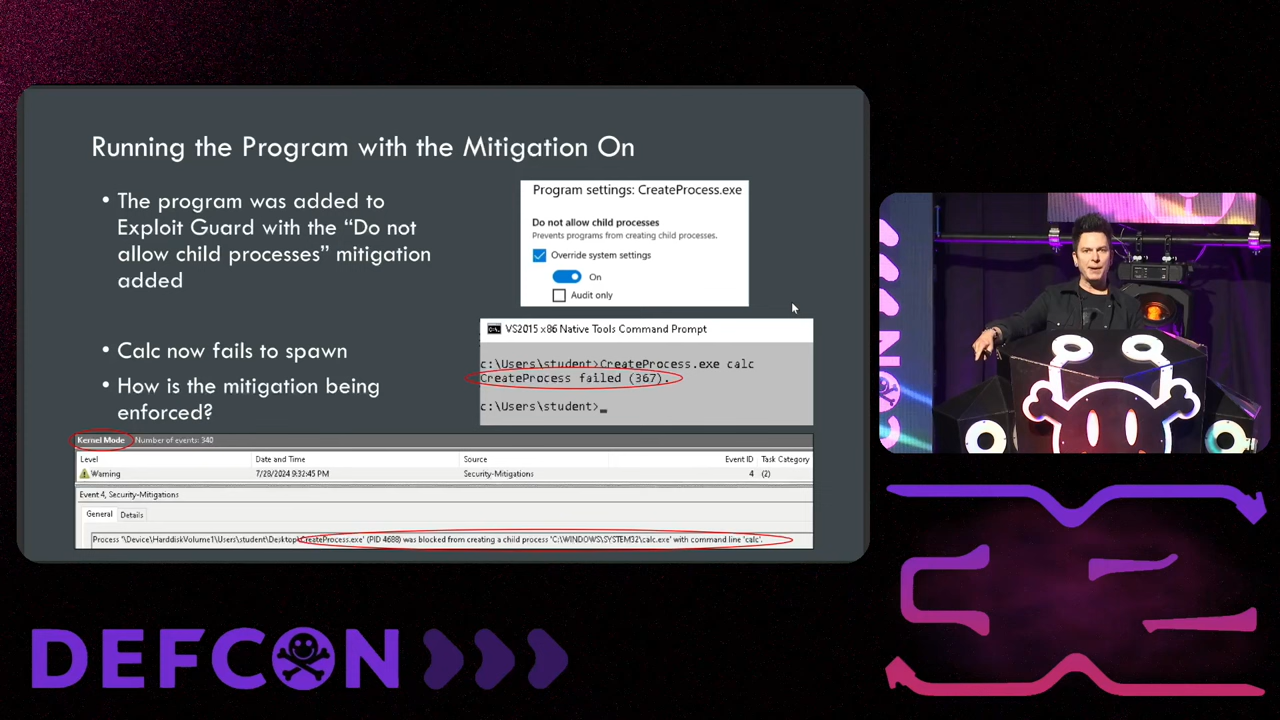 Running the Program with the Mitigation On
• The program was added to
Exploit Guard with the “Do not
allow child processes” mitigation
added
• Calc now fails to spawn
• How is the mitigation being
enforced?
Program settings: CreateProcess.exe
Do not allow child processes
Prevents programs from creating child processes.
Override system settings
On
Audit only
VS2015 x86 Native Tools Command Prompt
c:\Users\student>CreateProcess.exe calc
CreateProcess failed (367).
c:\Users\student>_
Kernel Mode Number of events: 340
Level Date and Time Source Event ID Task Category
Warning 7/28/2024 9:32:45 PM Security-Mitigations 4 (2)
Event 4, Security-Mitigations
General Details
Process '\Device\HarddiskVolume1\Users\student\Desktop\CreateProcess.exe' (PID 4688) was blocked from creating a child process 'C:\WINDOWS\SYSTEM32\calc.exe' with command line 'calc'.
DEFCON